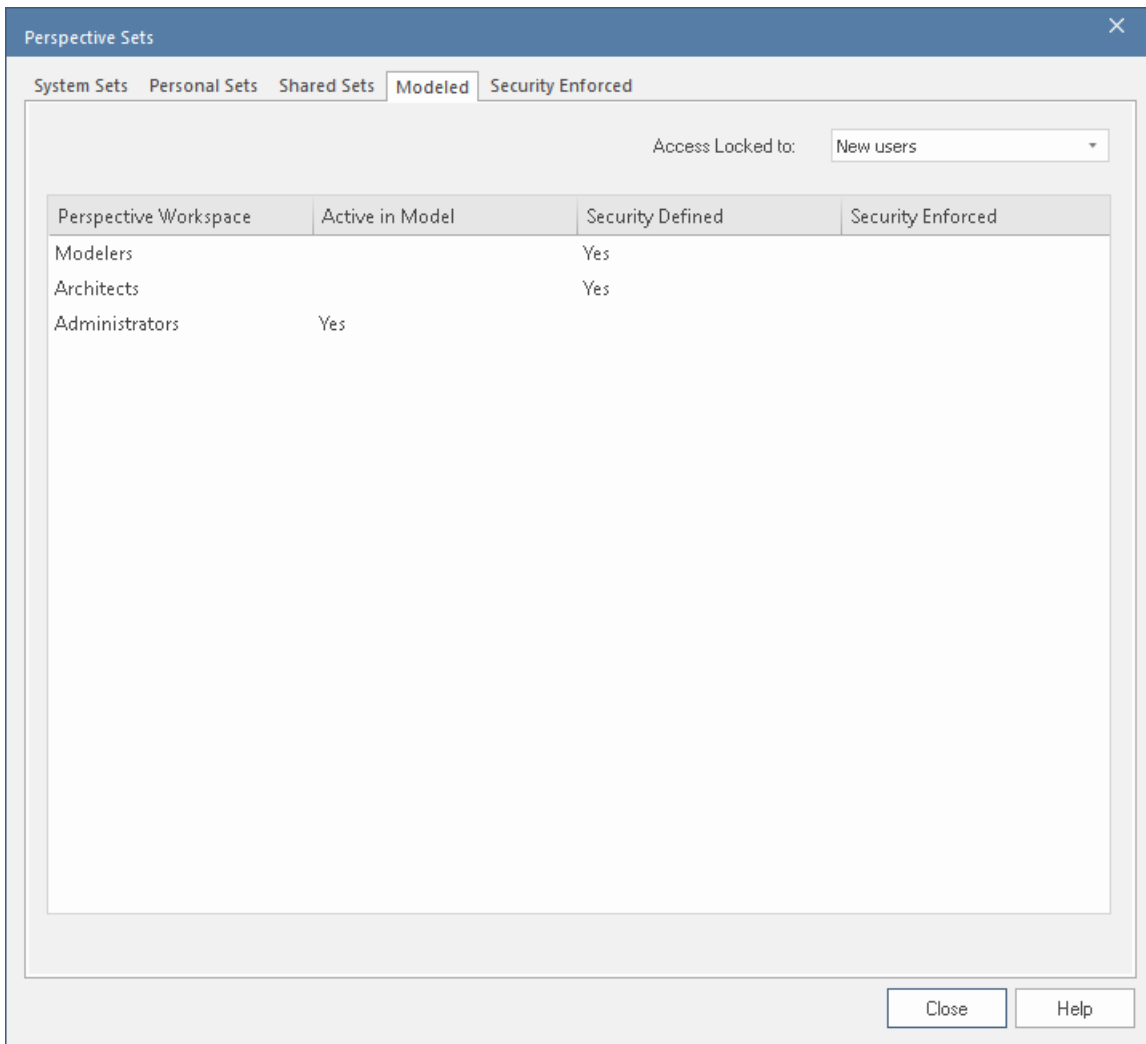 Perspective Sets
System Sets Personal Sets Shared Sets Modeled Security Enforced
Access Locked to: New users
Perspective Workspace Active in Model Security Defined Security Enforced
Modelers Yes
Architects Yes
Administrators Yes
Close Help